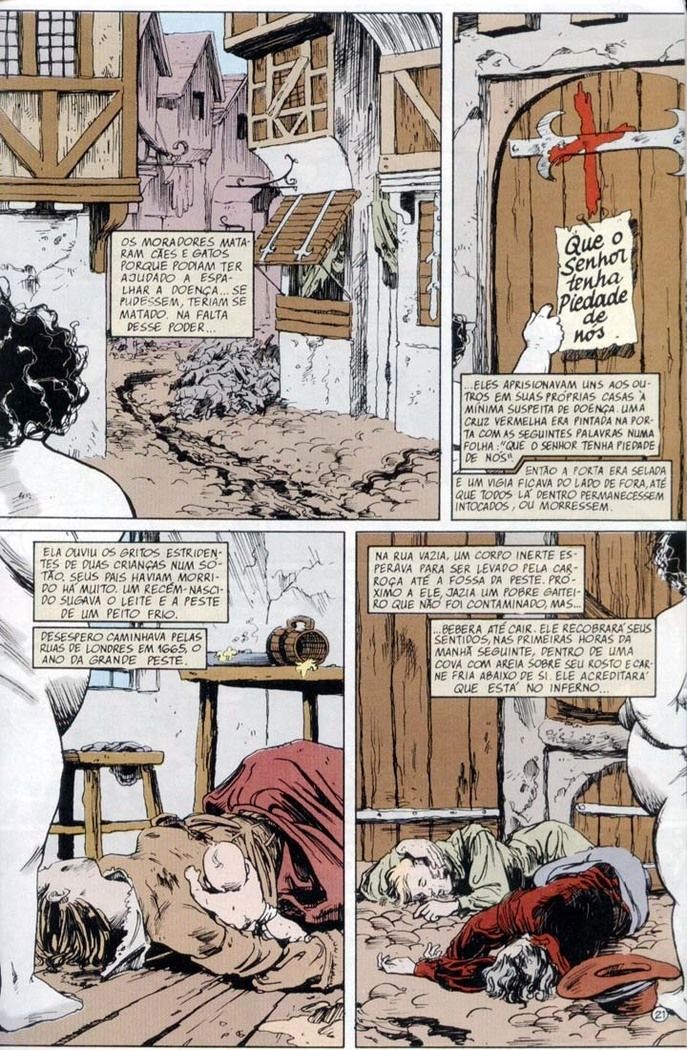 OS MORADORES MATA-
RAM CÃES E GATOS
PORQUE PODIAM TER
AJUDADO A ESPA-
LHAR A DOENÇA... SE
PUDESSEM, TERIAM SE
MATADO. NA FALTA
DESSE PODER...
Que o
Senhor
tenha
Piedade
de
nós.
...ELES APRISIONAVAM UNS AOS OU-
TROS EM SUAS PRÓPRIAS CASAS À
MÍNIMA SUSPEITA DE DOENÇA. UMA
CRUZ VERMELHA ERA PINTADA NA POR-
TA COM AS SEGUINTES PALAVRAS NUMA
FOLHA: "QUE O SENHOR TENHA PIEDADE
DE NÓS".
ENTÃO A PORTA ERA SELADA
E UM VIGIA FICAVA DO LADO DE FORA, ATÉ
QUE TODOS LÁ DENTRO PERMANECESSEM
INTOCADOS, OU MORRESSEM.
ELA OUVIU OS GRITOS ESTRIDEN-
TES DE DUAS CRIANÇAS NUM SÓ-
TÃO. SEUS PAIS HAVIAM MORRI-
DO HÁ MUITO. UM RECÉM-NASCI-
DO SUGAVA O LEITE E A PESTE
DE UM PEITO FRIO.
DESESPERO CAMINHAVA PELAS
RUAS DE LONDRES EM 1665, O
ANO DA GRANDE PESTE.
NA RUA VAZIA, UM CORPO INERTE ES-
PERAVA PARA SER LEVADO PELA CAR-
ROÇA ATÉ A FOSSA DA PESTE. PRÓ-
XIMO A ELE, JAZIA UM POBRE GAITEI-
RO QUE NÃO FOI CONTAMINADO, MAS...
...BEBERA ATÉ CAIR. ELE RECOBRARÁ SEUS
SENTIDOS, NAS PRIMEIRAS HORAS DA
MANHÃ SEGUINTE, DENTRO DE UMA
COVA COM AREIA SOBRE SEU ROSTO E CAR-
NE FRIA ABAIXO DE SI. ELE ACREDITARÁ
QUE ESTÁ NO INFERNO...
21